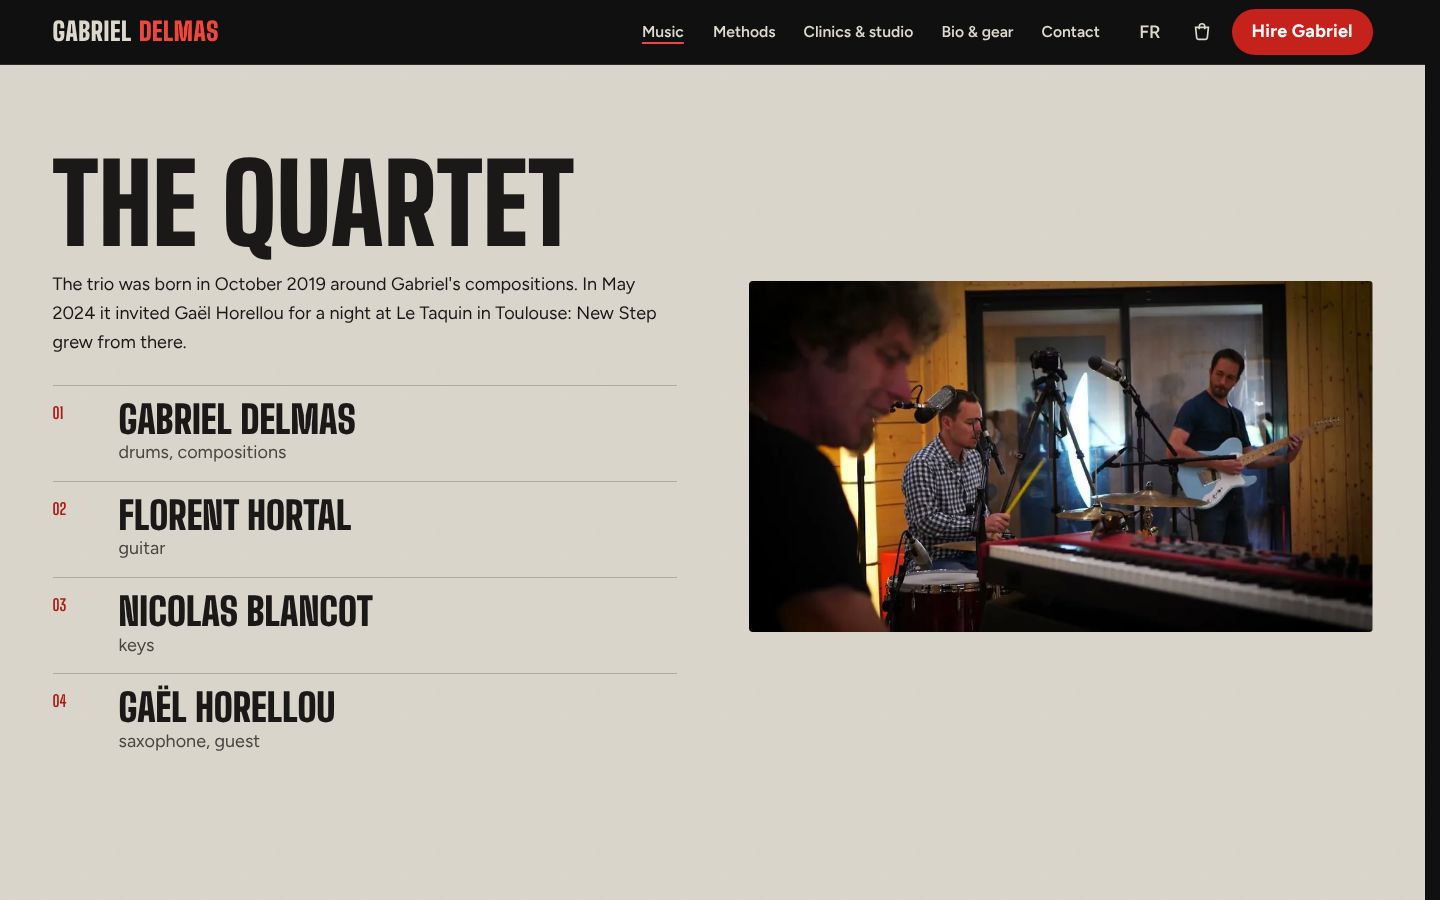 GABRIEL DELMAS
Music
Methods
Clinics & studio
Bio & gear
Contact
FR
Hire Gabriel
THE QUARTET
The trio was born in October 2019 around Gabriel's compositions. In May
2024 it invited Gaël Horellou for a night at Le Taquin in Toulouse: New Step
grew from there.
01
GABRIEL DELMAS
drums, compositions
02
FLORENT HORTAL
guitar
03
NICOLAS BLANCOT
keys
04
GAËL HORELLOU
saxophone, guest